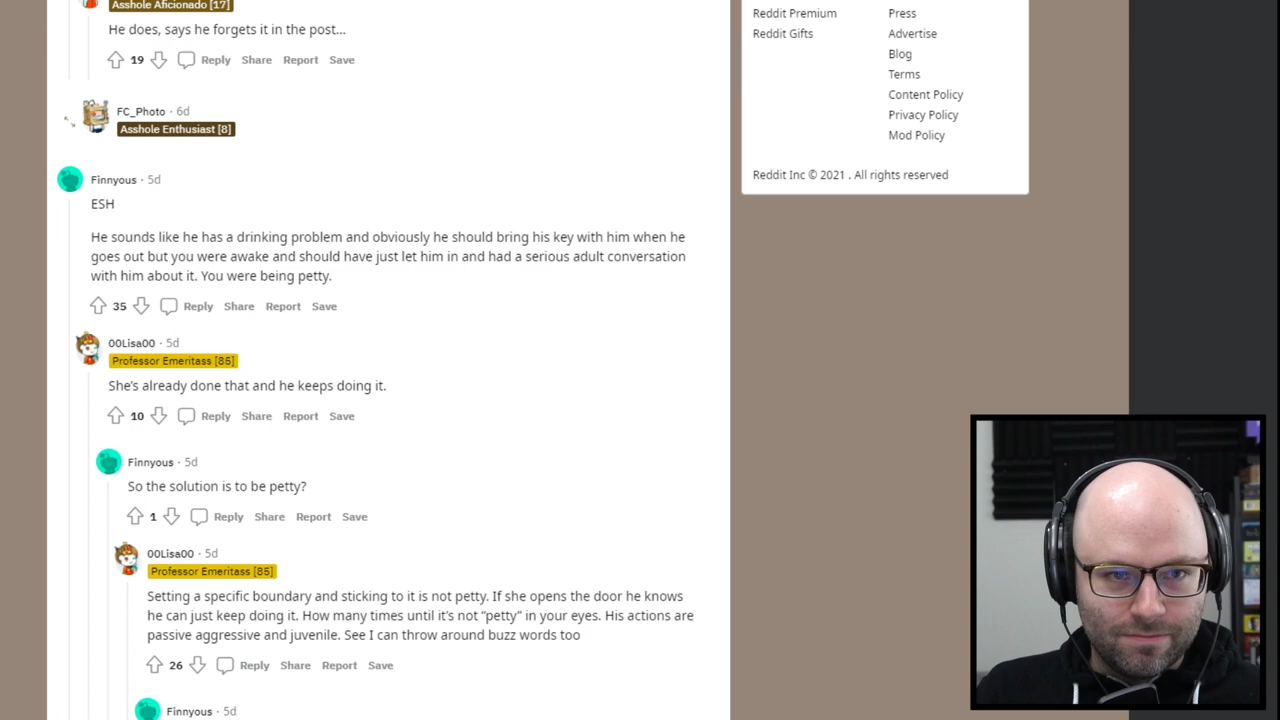 Asshole Aficionado [17]
He does, says he forgets it in the post...
19 Reply Share Report Save
FC_Photo · 6d
Asshole Enthusiast [8]
Finnyous · 5d
ESH
He sounds like he has a drinking problem and obviously he should bring his key with him when he
goes out but you were awake and should have just let him in and had a serious adult conversation
with him about it. You were being petty.
35 Reply Share Report Save
00Lisa00 · 5d
Professor Emeritass [85]
She's already done that and he keeps doing it.
10 Reply Share Report Save
Finnyous · 5d
So the solution is to be petty?
1 Reply Share Report Save
00Lisa00 · 5d
Professor Emeritass [85]
Setting a specific boundary and sticking to it is not petty. If she opens the door he knows
he can just keep doing it. How many times until it's not “petty” in your eyes. His actions are
passive aggressive and juvenile. See I can throw around buzz words too
26 Reply Share Report Save
Finnyous · 5d
Reddit Premium
Reddit Gifts
Press
Advertise
Blog
Terms
Content Policy
Privacy Policy
Mod Policy
Reddit Inc © 2021 . All rights reserved